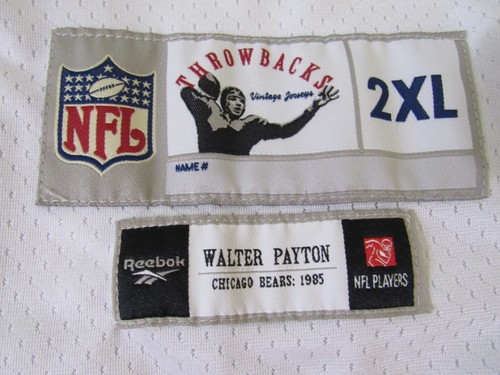 NFL
THROWBACKS
Vintage Jerseys
2XL
NAME #
Reebok
WALTER PAYTON
CHICAGO BEARS: 1985
NFL PLAYERS